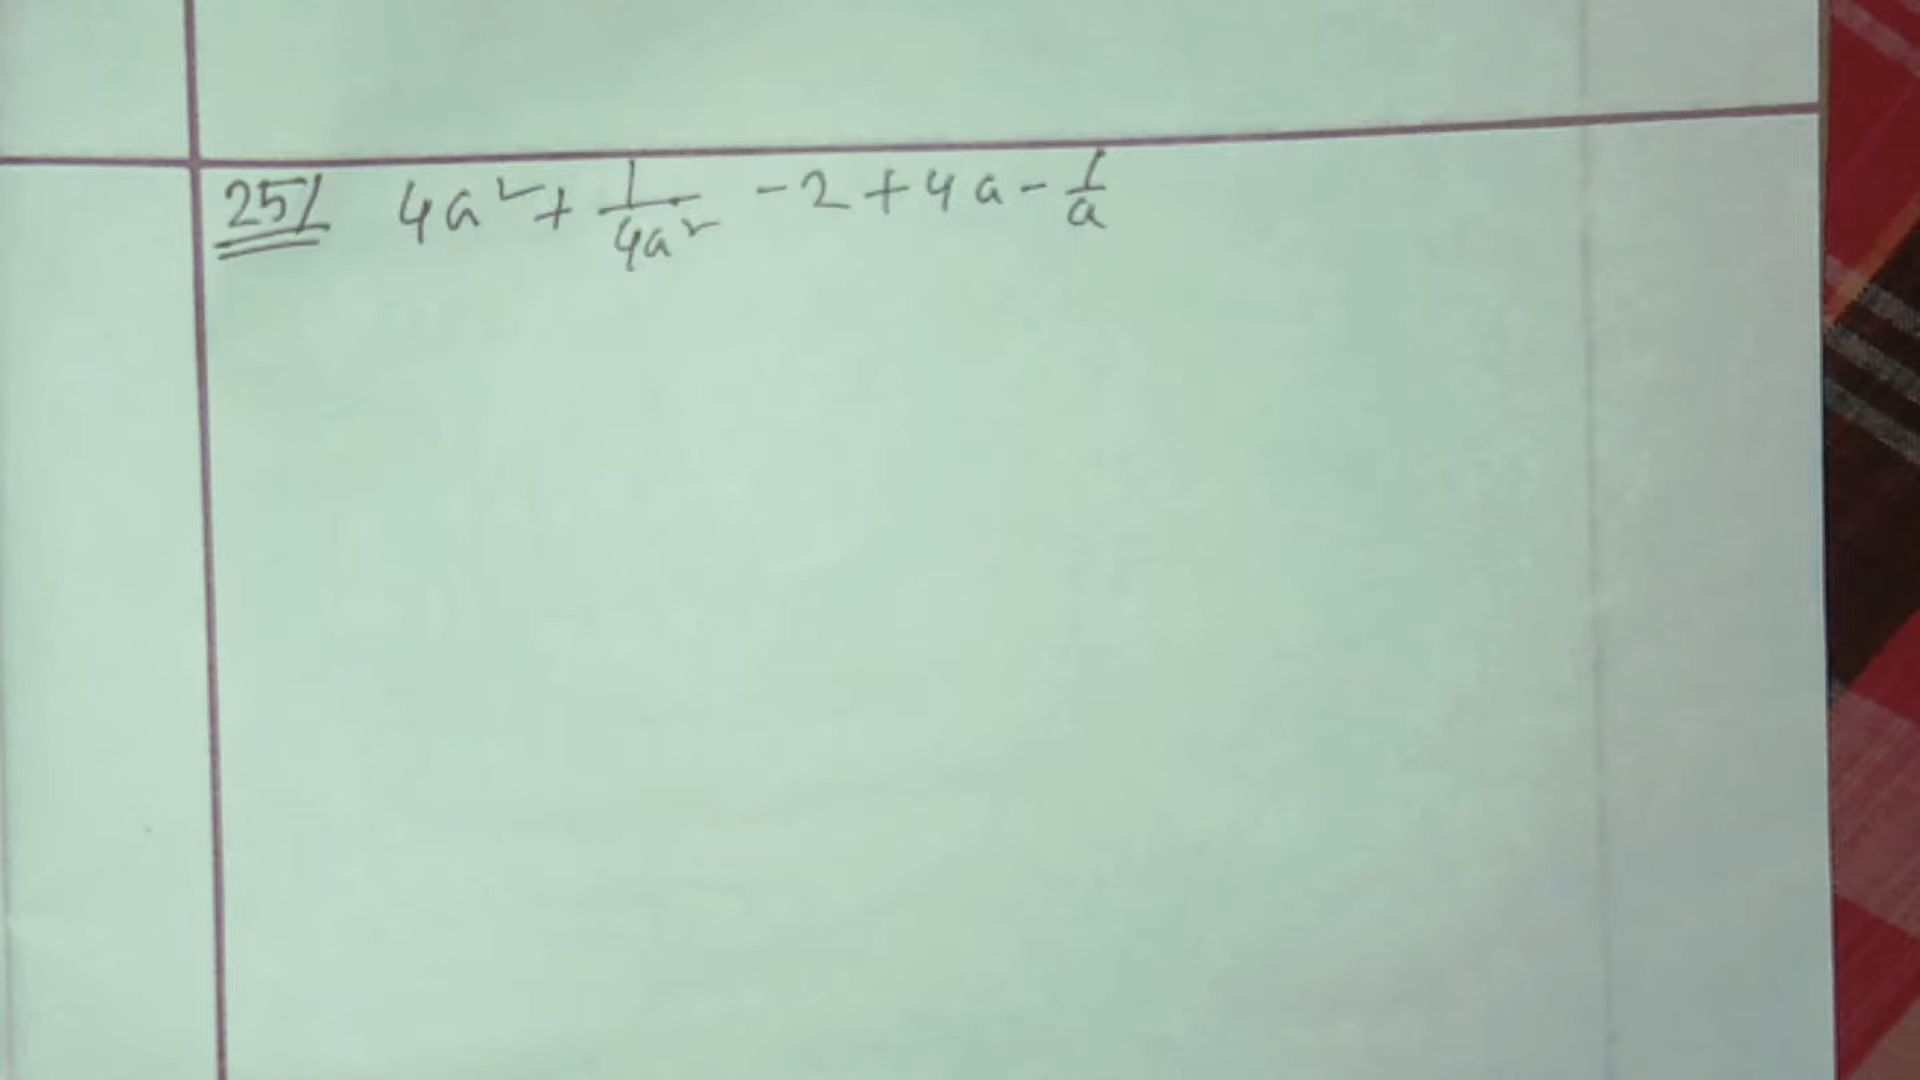 25/ 4a² + 1/4a² - 2 + 4a - 1/a